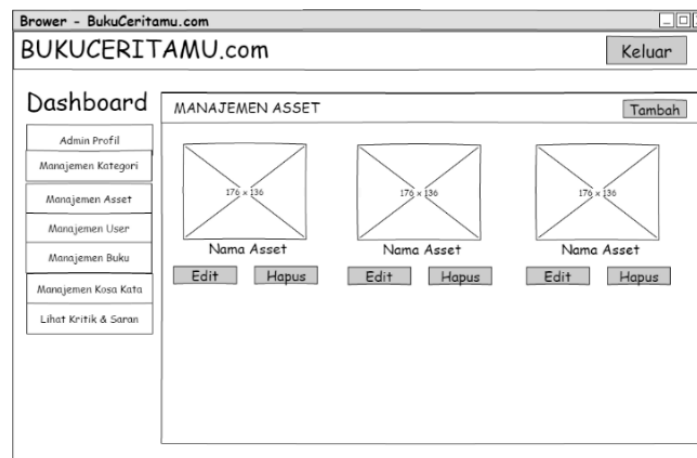 Brower - BukuCeritamu.com
BUKUCERITAMU.com
Keluar
Dashboard
Admin Profil
Manajemen Kategori
Manajemen Asset
Manajemen User
Manajemen Buku
Manajemen Kosa Kata
Lihat Kritik & Saran
MANAJEMEN ASSET
Tambah
176 x 136
176 x 136
176 x 136
Nama Asset
Nama Asset
Nama Asset
Edit
Hapus
Edit
Hapus
Edit
Hapus